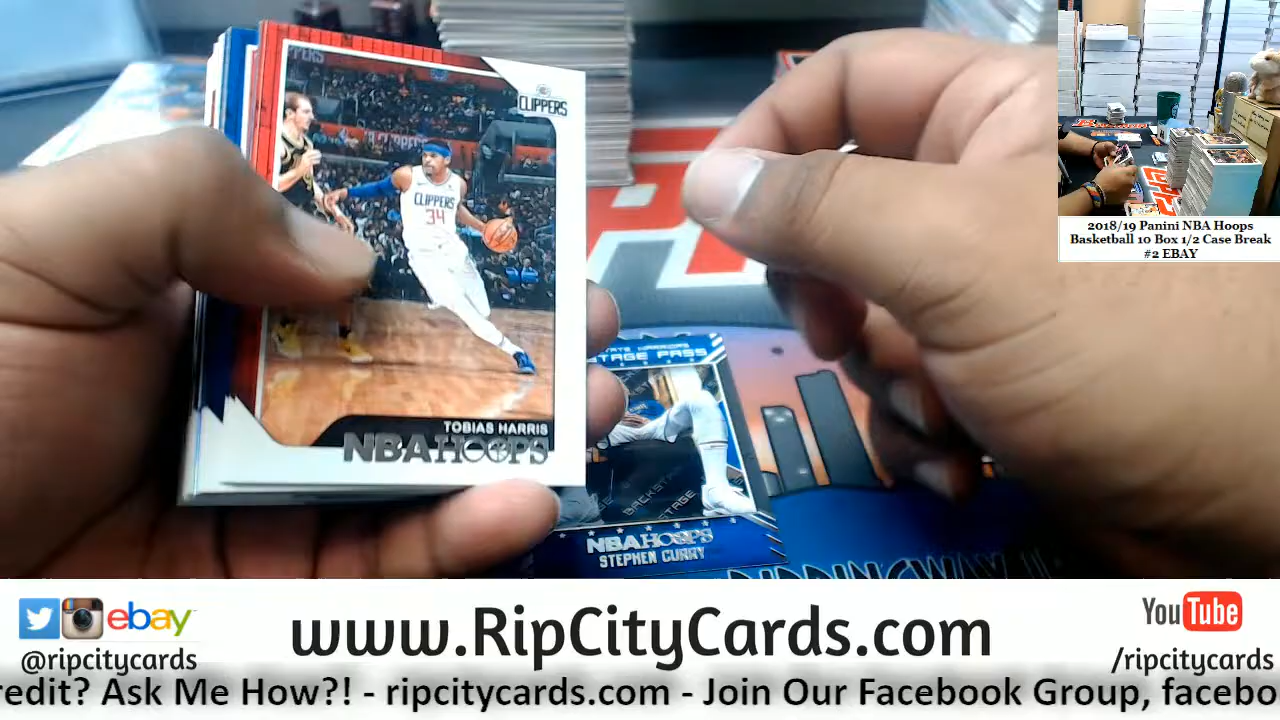 CLIPPERS
CLIPPERS
34
TOBIAS HARRIS
NBA HOOPS
STAGE PASS
BACKSTAGE
NBA HOOPS
STEPHEN CURRY
2018/19 Panini NBA Hoops
Basketball 10 Box 1/2 Case Break
#2 EBAY
ebay
@ripcitycards
www.RipCityCards.com
You Tube
/ripcitycards
redit? Ask Me How?! - ripcitycards.com - Join Our Facebook Group, facebo